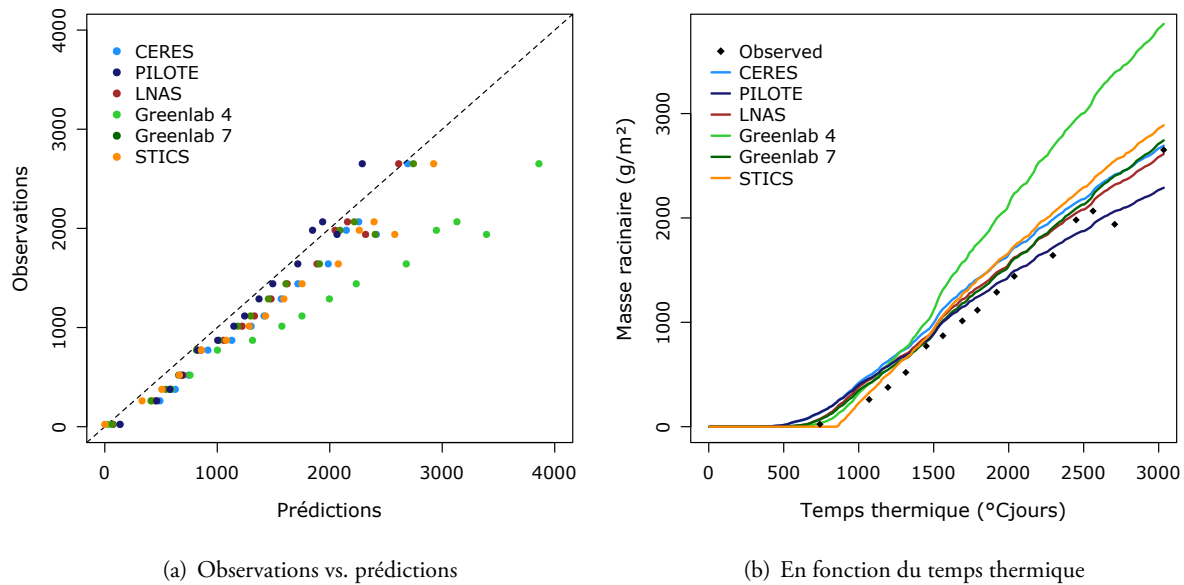 4000
3000
2000
1000
0
Observations
CERES
PILOTE
LNAS
Greenlab 4
Greenlab 7
STICS
0 1000 2000 3000 4000
Prédictions
(a) Observations vs. prédictions
3000
2000
1000
0
Masse racinaire (g/m²)
Observed
CERES
PILOTE
LNAS
Greenlab 4
Greenlab 7
STICS
0 500 1000 1500 2000 2500 3000
Temps thermique (°Cjours)
(b) En fonction du temps thermique